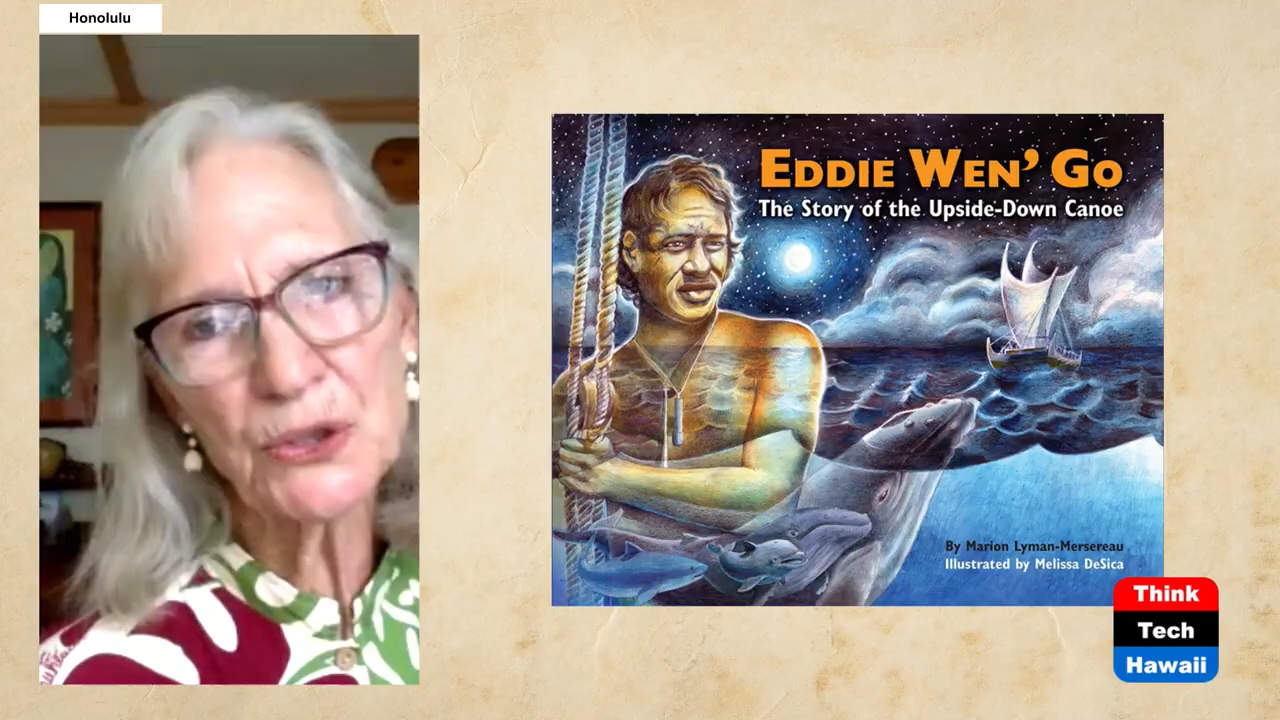 Honolulu
EDDIE WEN' GO
The Story of the Upside-Down Canoe
By Marion Lyman-Mersereau
Illustrated by Melissa DeSica
Think
Tech
Hawaii